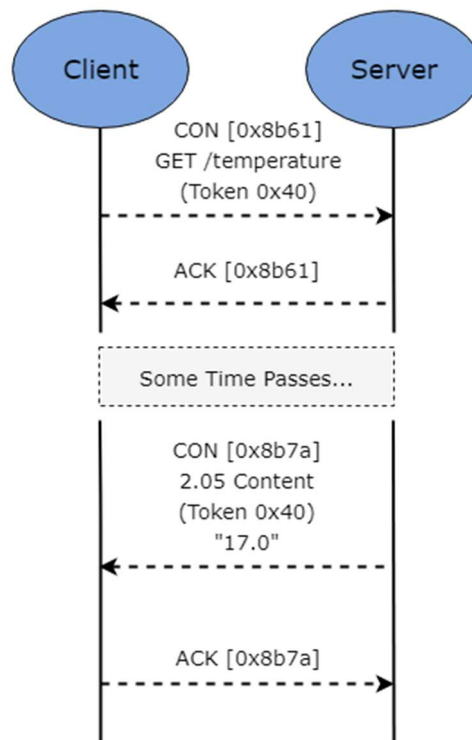 Client
Server
CON [0x8b61]
GET /temperature
(Token 0x40)
ACK [0x8b61]
Some Time Passes...
CON [0x8b7a]
2.05 Content
(Token 0x40)
"17.0"
ACK [0x8b7a]